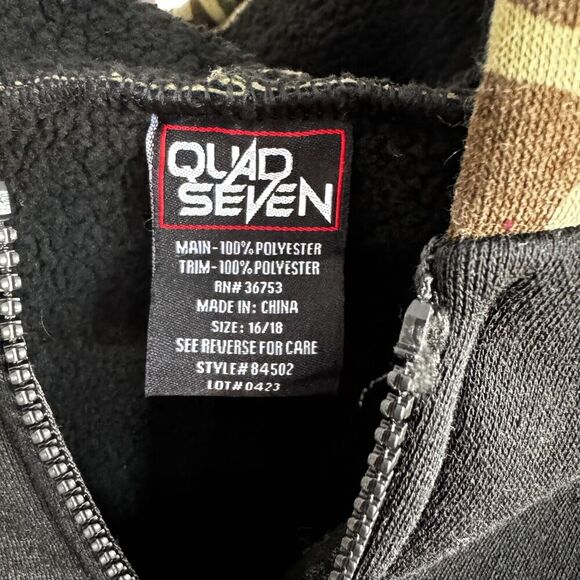 QUAD
SEVEN
MAIN-100% POLYESTER
TRIM-100% POLYESTER
RN# 36753
MADE IN: CHINA
SIZE: 16/18
SEE REVERSE FOR CARE
STYLE# 84502
LOT# 0423